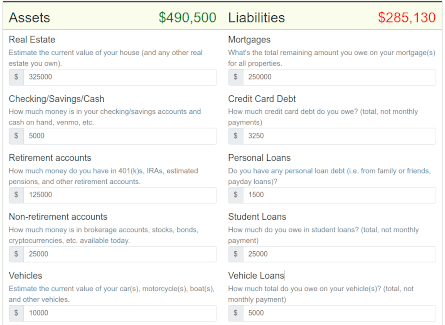 Assets $490,500
Liabilities $285,130
Real Estate
Estimate the current value of your house (and any other real
estate you own).
$ 325000
Mortgages
What's the total remaining amount you owe on your mortgage(s)
for all properties.
$ 250000
Checking/Savings/Cash
How much money is in your checking/savings accounts and
cash on hand, venmo, etc.
$ 5000
Credit Card Debt
How much credit card debt do you owe? (total, not monthly
payments)
$ 3250
Retirement accounts
How much money do you have in 401(k)s, IRAs, estimated
pensions, and other retirement accounts.
$ 125000
Personal Loans
Do you have any personal loan debt (i.e. from family or friends,
payday loans)?
$ 1500
Non-retirement accounts
How much money is in brokerage accounts, stocks, bonds,
cryptocurrencies, etc. available today.
$ 25000
Student Loans
How much do you owe in student loans? (total, not monthly
payment)
$ 25000
Vehicles
Estimate the current value of your car(s), motorcycle(s), boat(s),
and other vehicles.
$ 10000
Vehicle Loans
How much total do you owe on your vehicle(s)? (total, not
monthly payment)
$ 5000